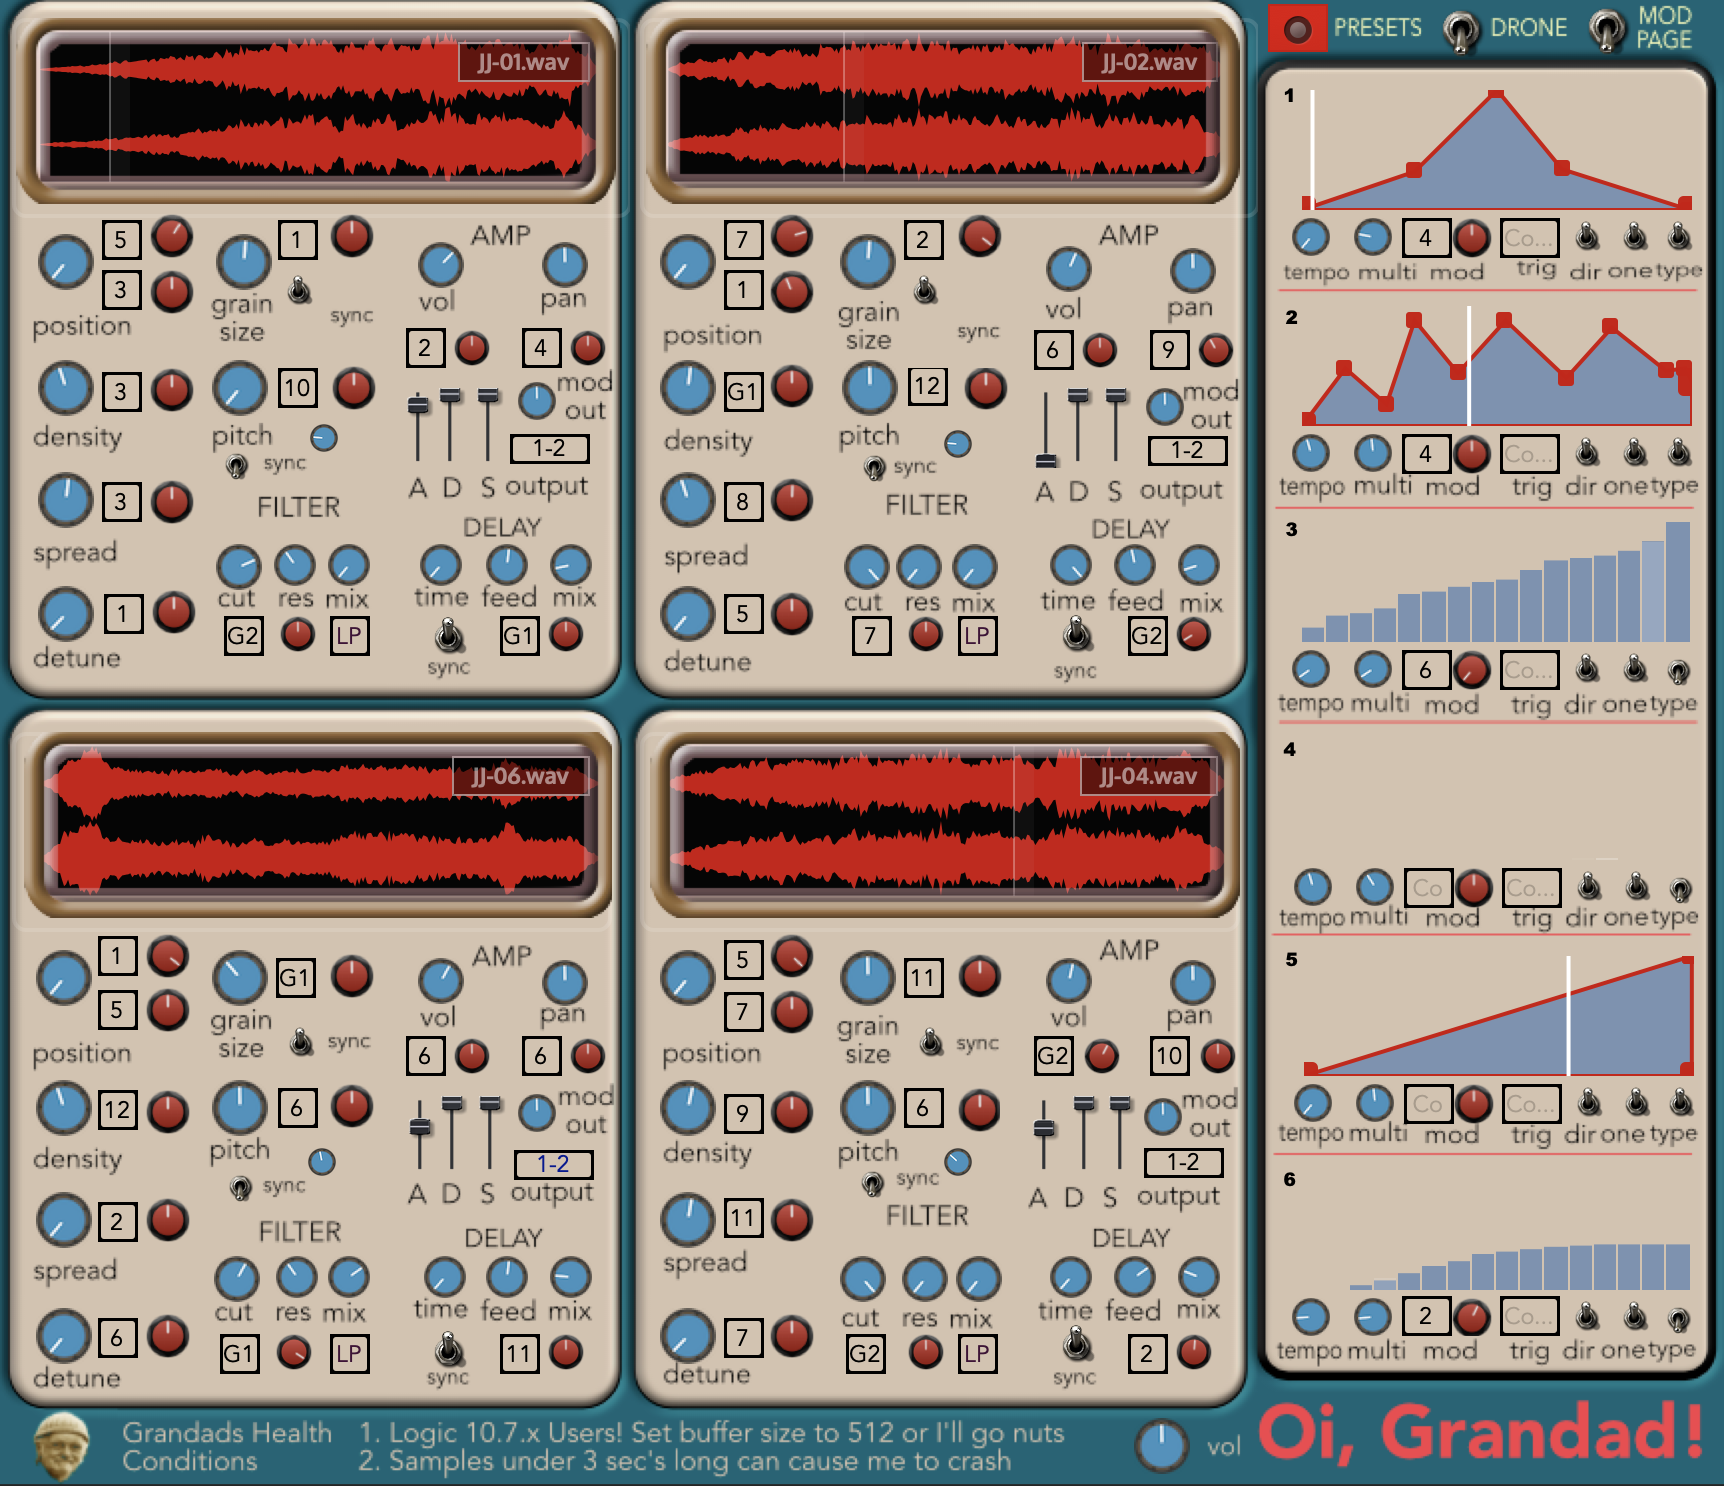 PRESETS DRONE MOD PAGE
JJ-01.wav
5 1 AMP
3 vol pan
position grain size sync
2 4
3 10 mod out
density pitch sync 1-2
3 FILTER A D S output
spread DELAY
cut res mix time feed mix
1 G2 LP G1
detune sync
JJ-02.wav
7 2 AMP
1 vol pan
position grain size sync
6 9
G1 12 mod out
density pitch sync 1-2
8 FILTER A D S output
spread DELAY
cut res mix time feed mix
5 7 LP G2
detune sync
JJ-06.wav
1 G1 AMP
5 vol pan
position grain size sync
6 6
12 6 mod out
density pitch sync 1-2
2 A D S output
spread FILTER DELAY
cut res mix time feed mix
6 G1 LP 11
detune sync
JJ-04.wav
5 11 AMP
7 vol pan
position grain size sync
G2 10
9 6 mod out
density pitch sync 1-2
11 FILTER A D S output
spread DELAY
cut res mix time feed mix
7 G2 LP 2
detune sync
1
4 Co...
tempo multi mod trig dir one type
2
4 Co...
tempo multi mod trig dir one type
3
6 Co...
tempo multi mod trig dir one type
4
Co Co...
tempo multi mod trig dir one type
5
Co Co...
tempo multi mod trig dir one type
6
2 Co...
tempo multi mod trig dir one type
Grandads Health Conditions
1. Logic 10.7.x Users! Set buffer size to 512 or I'll go nuts
2. Samples under 3 sec's long can cause me to crash
vol
Oi, Grandad!